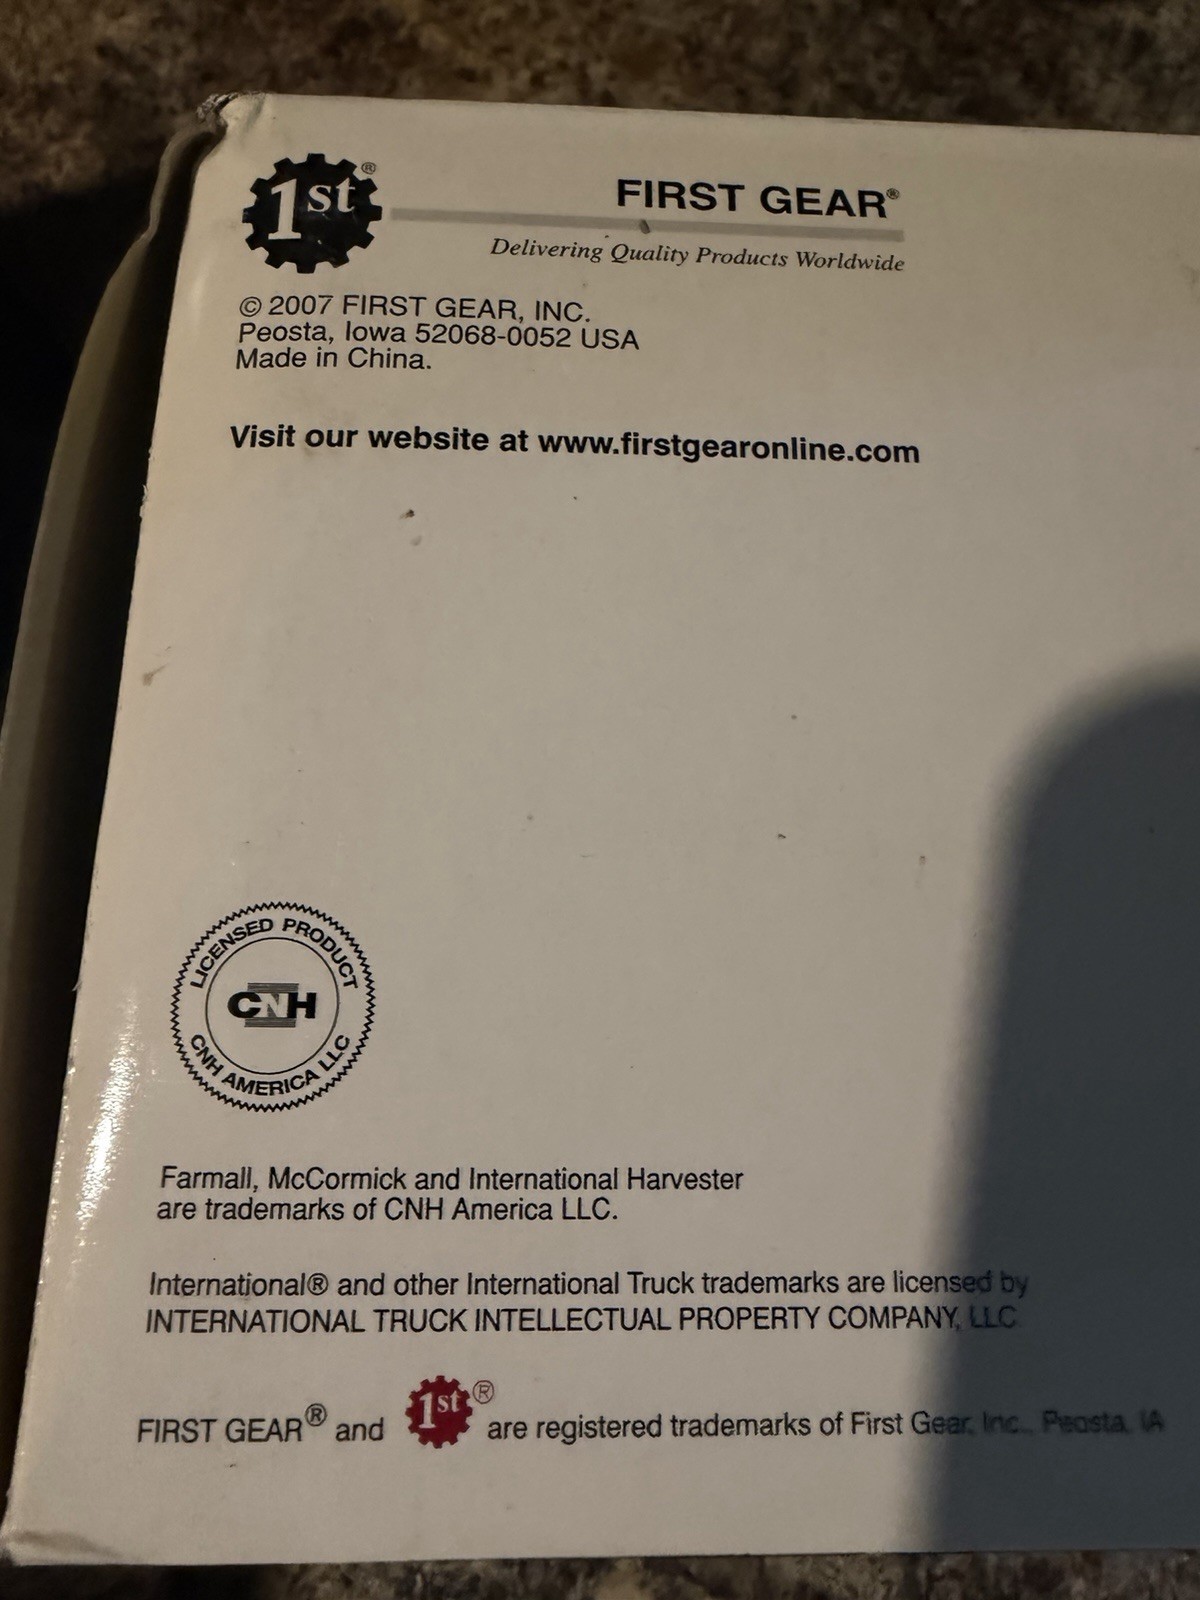 1st®
FIRST GEAR®
Delivering Quality Products Worldwide
© 2007 FIRST GEAR, INC.
Peosta, Iowa 52068-0052 USA
Made in China.
Visit our website at www.firstgearonline.com
LICENSED PRODUCT
CNH
CNH AMERICA LLC
Farmall, McCormick and International Harvester
are trademarks of CNH America LLC.
International® and other International Truck trademarks are licensed by
INTERNATIONAL TRUCK INTELLECTUAL PROPERTY COMPANY, LLC
FIRST GEAR® and 1st® are registered trademarks of First Gear, Inc., Peosta, IA